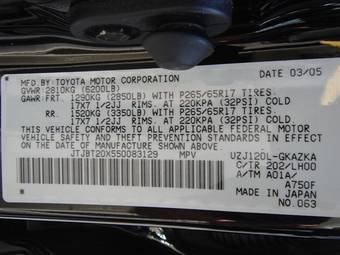 MFD.BY:TOYOTA MOTOR CORPORATION DATE 03/05
GVWR:2810KG (6200LB)
GAWR:FRT. 1290KG (2850LB) WITH P265/65R17 TIRES.
17X7 1/2JJ RIMS. AT 220KPA (32PSI) COLD
RR. 1520KG (3350LB) WITH P265/65R17 TIRES.
17X7 1/2JJ RIMS. AT 220KPA (32PSI) COLD
THIS VEHICLE CONFORMS TO ALL APPLICABLE FEDERAL MOTOR
VEHICLE SAFETY AND THEFT PREVENTION STANDARDS IN EFFECT
ON THE DATE OF MANUFACTURE SHOWN ABOVE.
JTJBT20X550083129 MPV UZJ120L-GKAZKA
C/TR 202/LH00
A/TM A01A/
A750F
MADE IN JAPAN
NO.063